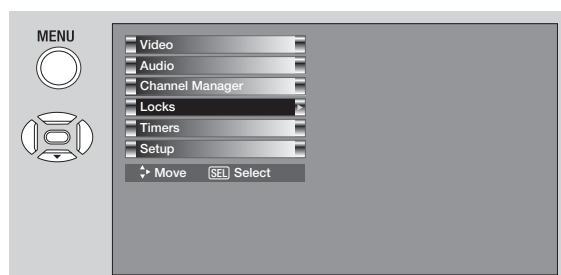 MENU
Video
Audio
Channel Manager
Locks
Timers
Setup
Move SEL Select